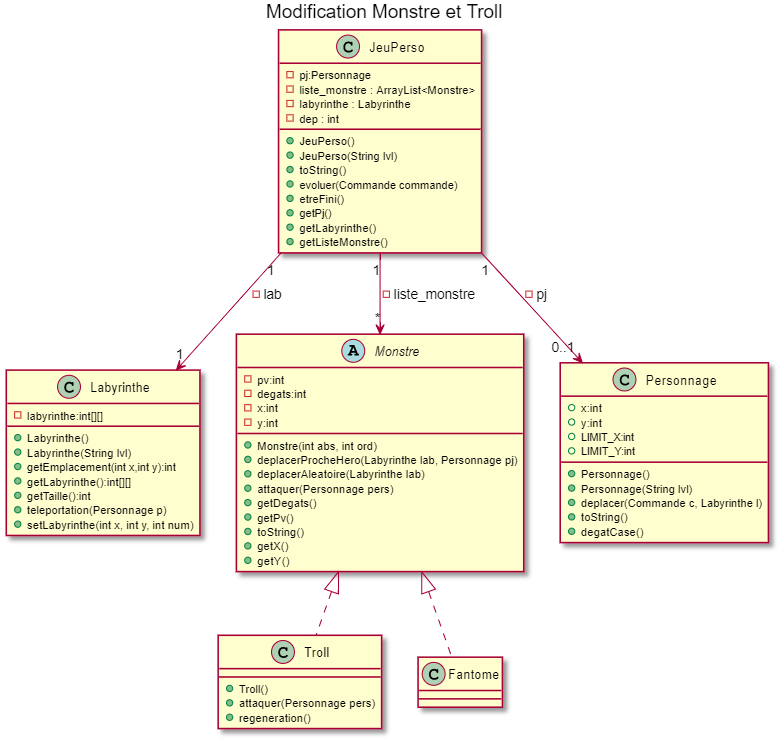 Modification Monstre et Troll
C JeuPerso
pj:Personnage
liste_monstre : ArrayList<Monstre>
labyrinthe : Labyrinthe
dep : int
JeuPerso()
JeuPerso(String lvl)
toString()
evoluer(Commande commande)
etreFini()
getPj()
getLabyrinthe()
getListeMonstre()
1
1
1
lab
liste_monstre
pj
1
*
0..1
C Labyrinthe
labyrinthe:int[][]
Labyrinthe()
Labyrinthe(String lvl)
getEmplacement(int x,int y):int
getLabyrinthe():int[][]
getTaille():int
teleportation(Personnage p)
setLabyrinthe(int x, int y, int num)
A Monstre
pv:int
degats:int
x:int
y:int
Monstre(int abs, int ord)
deplacerProcheHero(Labyrinthe lab, Personnage pj)
deplacerAleatoire(Labyrinthe lab)
attaquer(Personnage pers)
getDegats()
getPv()
toString()
getX()
getY()
C Personnage
x:int
y:int
LIMIT_X:int
LIMIT_Y:int
Personnage()
Personnage(String lvl)
deplacer(Commande c, Labyrinthe l)
toString()
degatCase()
C Troll
Troll()
attaquer(Personnage pers)
regeneration()
C Fantome